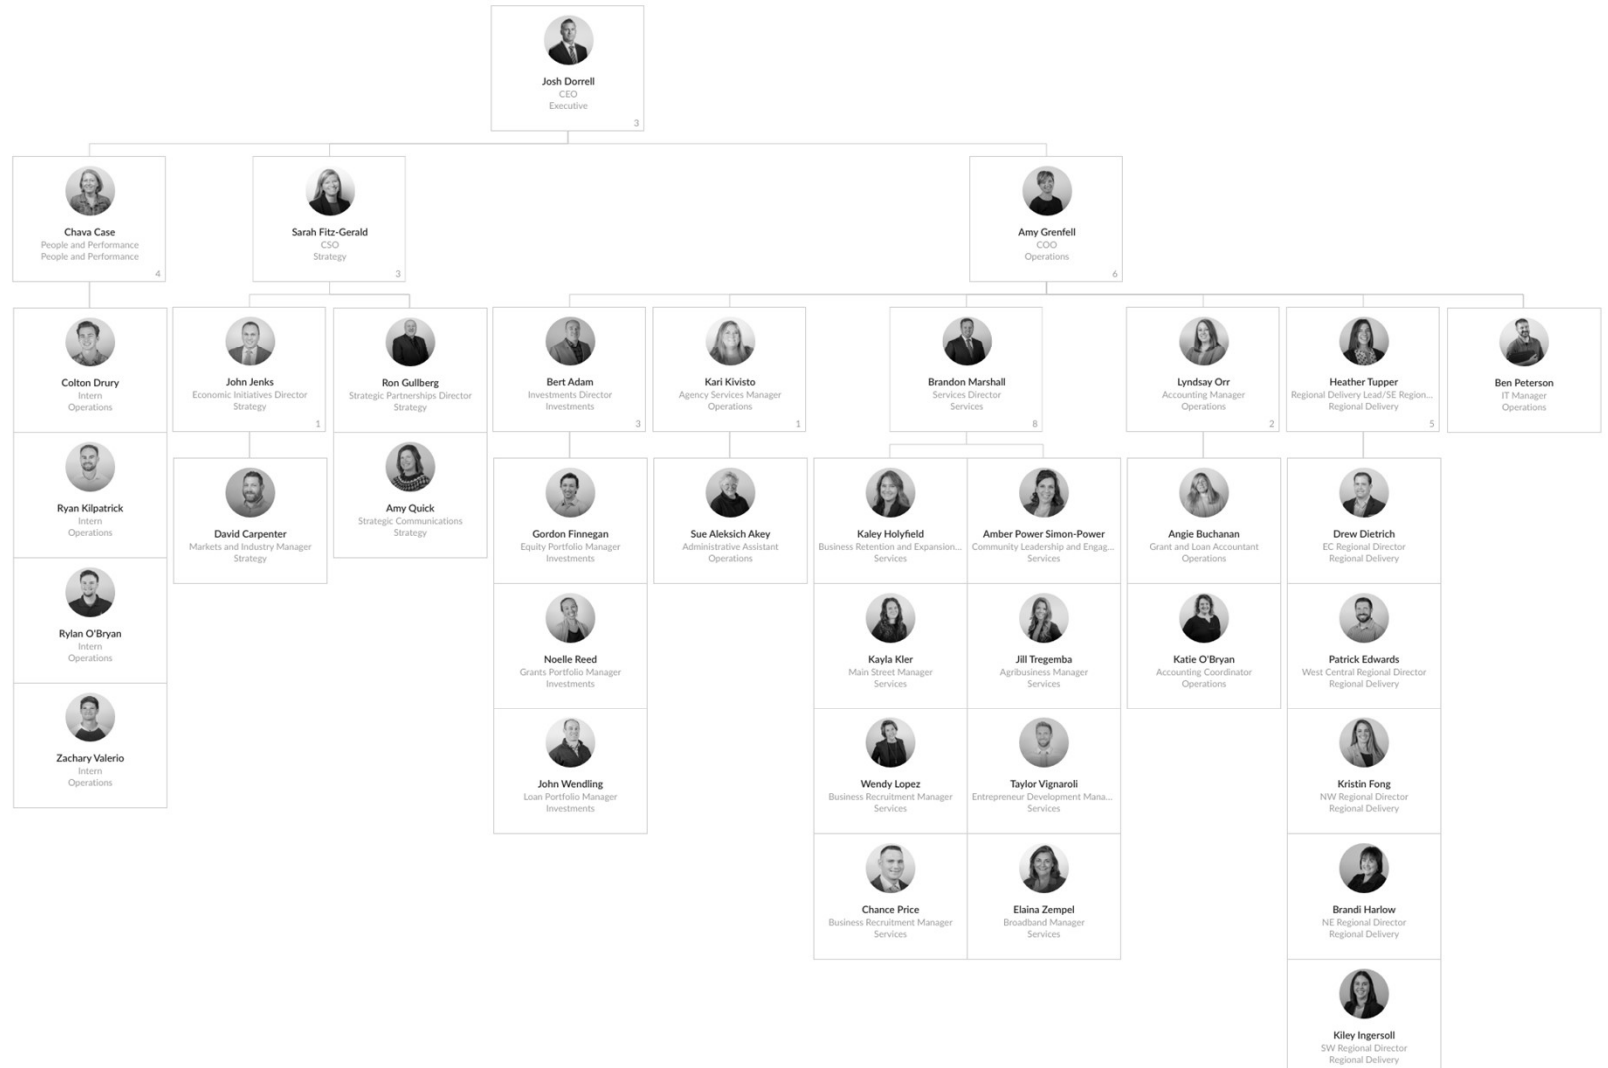 Josh Dorrell
CEO
Executive
3
Chava Case
People and Performance
People and Performance
4
Sarah Fitz-Gerald
CSO
Strategy
3
Amy Grenfell
COO
Operations
6
Colton Drury
Intern
Operations
Ryan Kilpatrick
Intern
Operations
Rylan O'Bryan
Intern
Operations
Zachary Valerio
Intern
Operations
John Jenks
Economic Initiatives Director
Strategy
1
David Carpenter
Markets and Industry Manager
Strategy
Ron Gullberg
Strategic Partnerships Director
Strategy
Amy Quick
Strategic Communications
Strategy
Bert Adam
Investments Director
Investments
3
Gordon Finnegan
Equity Portfolio Manager
Investments
Noelle Reed
Grants Portfolio Manager
Investments
John Wendling
Loan Portfolio Manager
Investments
Kari Kivisto
Agency Services Manager
Operations
1
Sue Aleksich Akey
Administrative Assistant
Operations
Brandon Marshall
Services Director
Services
8
Kaley Holyfield
Business Retention and Expansion...
Services
Kayla Kler
Main Street Manager
Services
Wendy Lopez
Business Recruitment Manager
Services
Chance Price
Business Recruitment Manager
Services
Amber Power Simon-Power
Community Leadership and Engag...
Services
Jill Tregemba
Agribusiness Manager
Services
Taylor Vignaroli
Entrepreneur Development Mana...
Services
Elaina Zempel
Broadband Manager
Services
Lyndsay Orr
Accounting Manager
Operations
2
Angie Buchanan
Grant and Loan Accountant
Operations
Katie O'Bryan
Accounting Coordinator
Operations
Heather Tupper
Regional Delivery Lead/SE Region...
Regional Delivery
5
Drew Dietrich
EC Regional Director
Regional Delivery
Patrick Edwards
West Central Regional Director
Regional Delivery
Kristin Fong
NW Regional Director
Regional Delivery
Brandi Harlow
NE Regional Director
Regional Delivery
Kiley Ingersoll
SW Regional Director
Regional Delivery
Ben Peterson
IT Manager
Operations